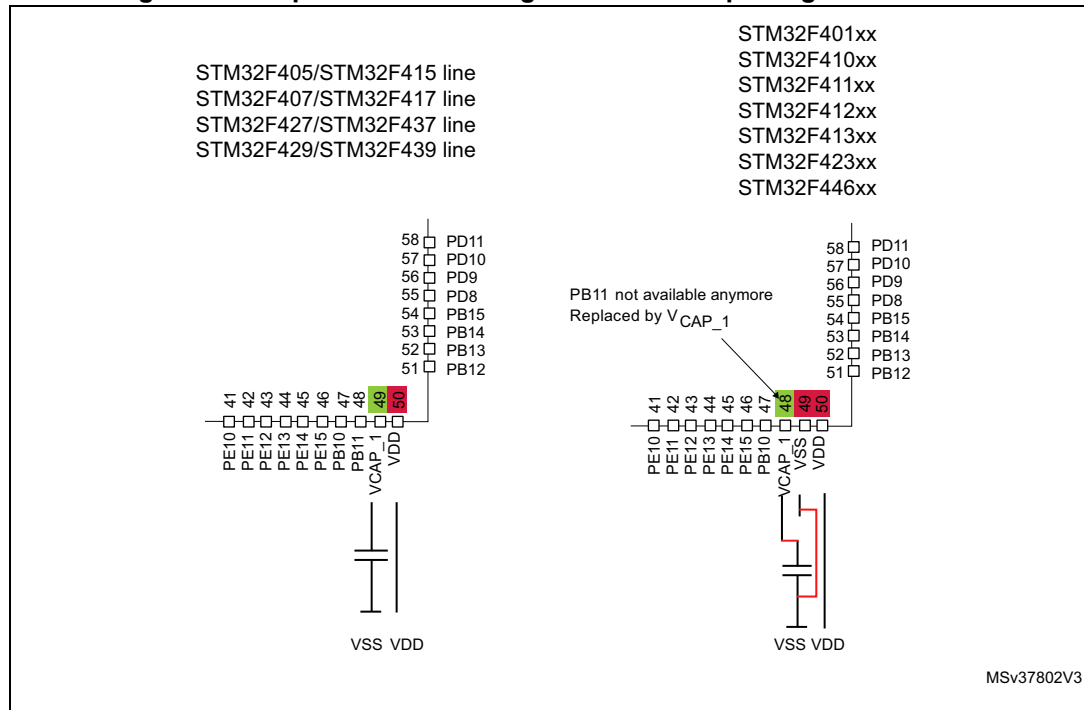 STM32F405/STM32F415 line
STM32F407/STM32F417 line
STM32F427/STM32F437 line
STM32F429/STM32F439 line
58 PD11
57 PD10
56 PD9
55 PD8
54 PB15
53 PB14
52 PB13
51 PB12
41 42 43 44 45 46 47 48 49 50
PE10 PE11 PE12 PE13 PE14 PE15 PB10 PB11 VCAP_1 VDD
VSS VDD
STM32F401xx
STM32F410xx
STM32F411xx
STM32F412xx
STM32F413xx
STM32F423xx
STM32F446xx
58 PD11
57 PD10
56 PD9
55 PD8
54 PB15
53 PB14
52 PB13
51 PB12
PB11 not available anymore
Replaced by VCAP_1
41 42 43 44 45 46 47 48 49 50
PE10 PE11 PE12 PE13 PE14 PE15 PB10 VCAP_1 VSS VDD
VSS VDD
MSv37802V3